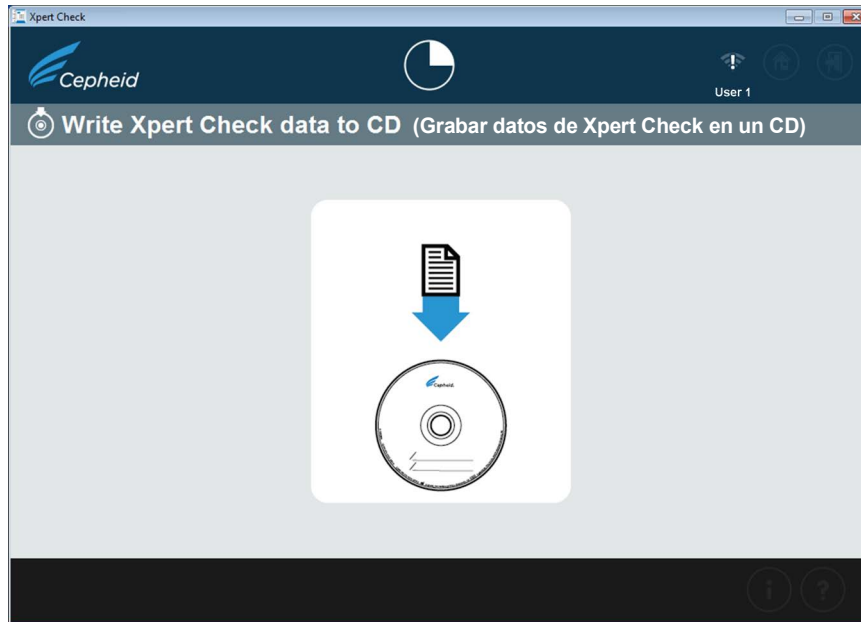 Xpert Check
Cepheid
User 1
Write Xpert Check data to CD (Grabar datos de Xpert Check en un CD)
Cepheid.